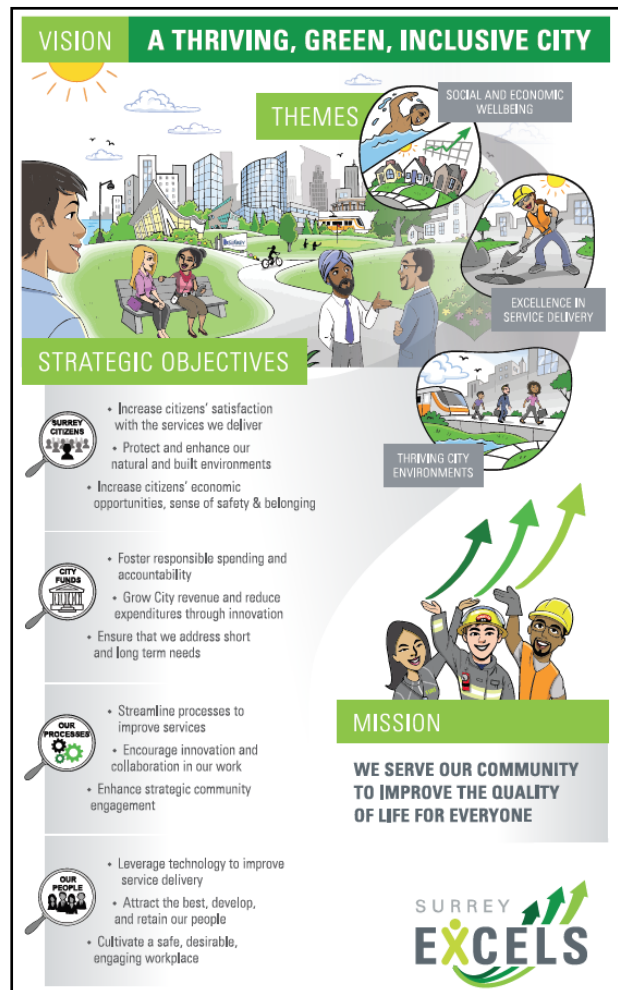 VISION
A THRIVING, GREEN, INCLUSIVE CITY
THEMES
SOCIAL AND ECONOMIC
WELLBEING
EXCELLENCE IN
SERVICE DELIVERY
THRIVING CITY
ENVIRONMENTS
STRATEGIC OBJECTIVES
SURREY
CITIZENS
• Increase citizens' satisfaction
with the services we deliver
• Protect and enhance our
natural and built environments
• Increase citizens' economic
opportunities, sense of safety & belonging
CITY
FUNDS
• Foster responsible spending and
accountability
• Grow City revenue and reduce
expenditures through innovation
• Ensure that we address short
and long term needs
OUR
PROCESSES
• Streamline processes to
improve services
• Encourage innovation and
collaboration in our work
• Enhance strategic community
engagement
OUR
PEOPLE
• Leverage technology to improve
service delivery
• Attract the best, develop,
and retain our people
• Cultivate a safe, desirable,
engaging workplace
MISSION
WE SERVE OUR COMMUNITY
TO IMPROVE THE QUALITY
OF LIFE FOR EVERYONE
SURREY
EXCELS